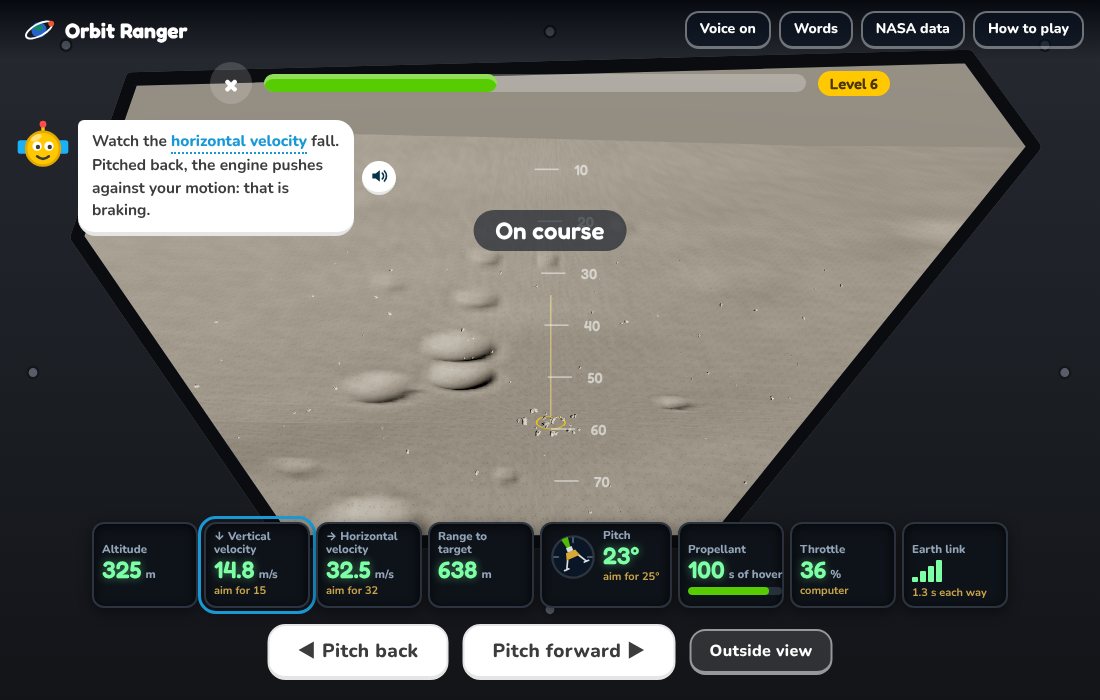 Orbit Ranger
Voice on
Words
NASA data
How to play
Level 6
Watch the horizontal velocity fall.
Pitched back, the engine pushes
against your motion: that is
braking.
10
20
On course
30
40
50
60
70
Altitude
325 m
↓ Vertical
velocity
14.8 m/s
aim for 15
→ Horizontal
velocity
32.5 m/s
aim for 32
Range to
target
638 m
Pitch
23°
aim for 25°
Propellant
100 s of hover
Throttle
36 %
computer
Earth link
1.3 s each way
◀ Pitch back
Pitch forward ▶
Outside view